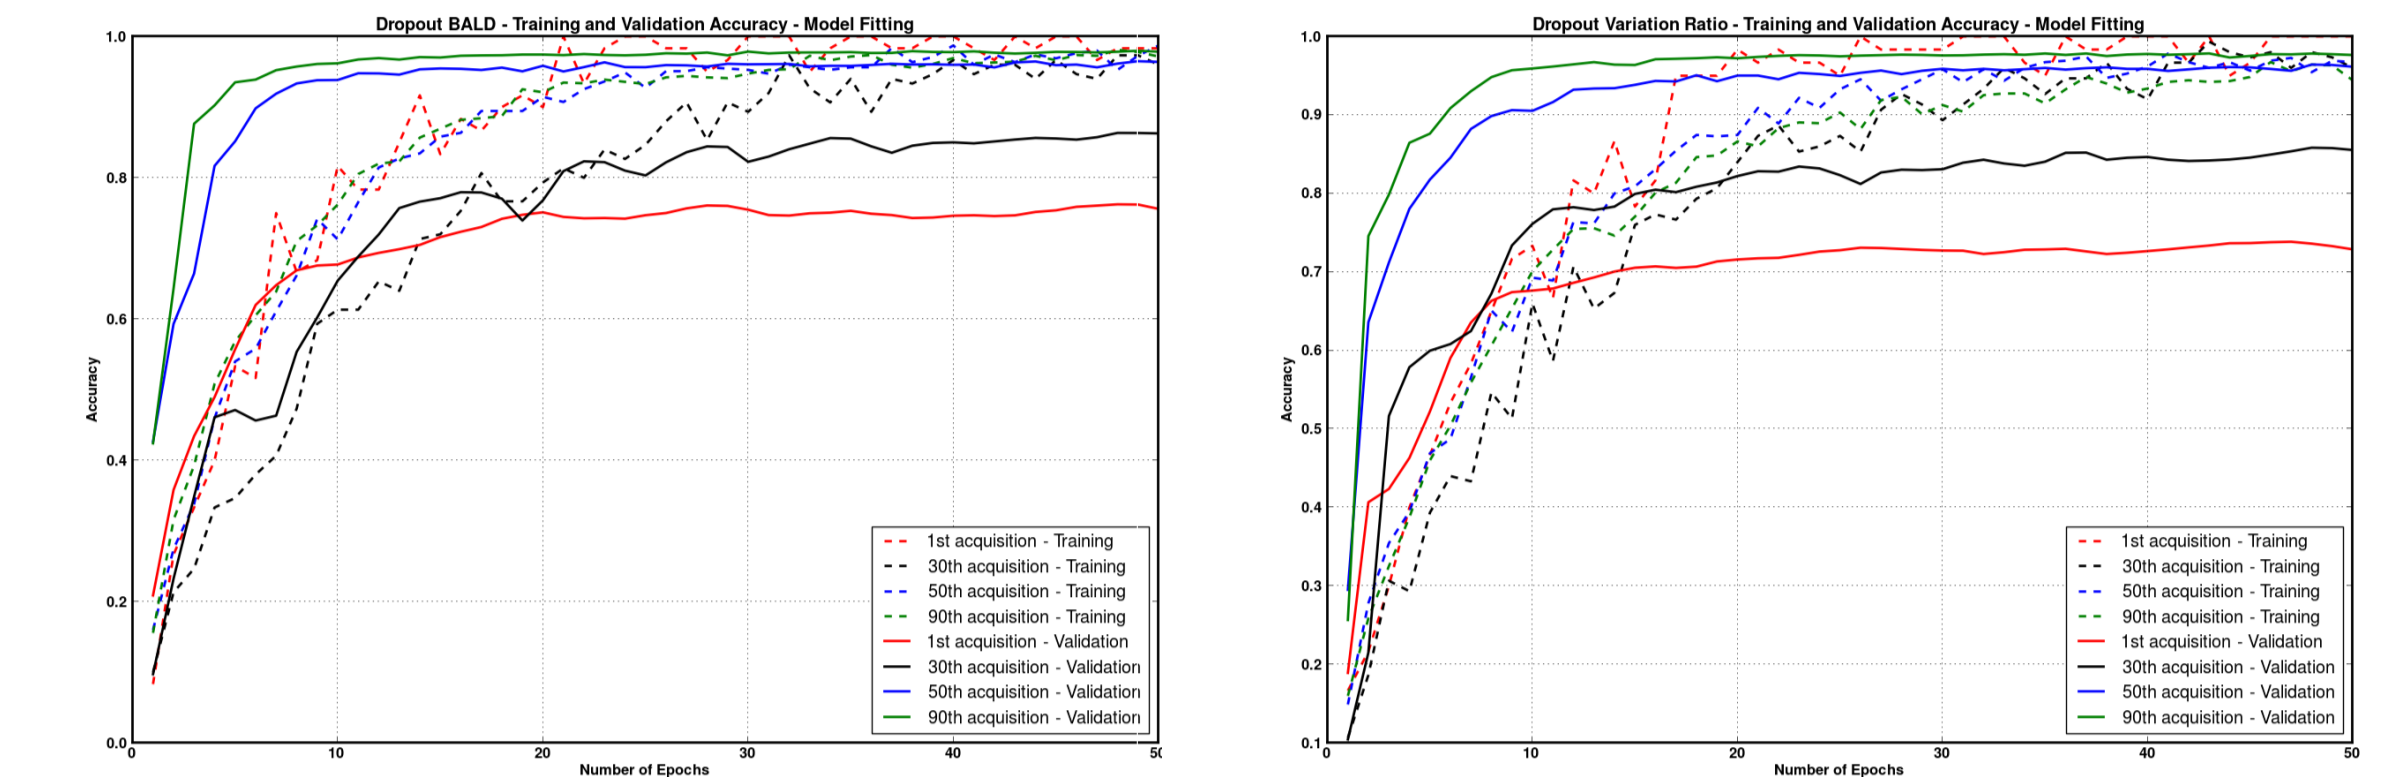 Dropout BALD - Training and Validation Accuracy - Model Fitting
1.0
0.8
0.6
0.4
0.2
0.0
Accuracy
0
10
20
30
40
50
Number of Epochs
1st acquisition - Training
30th acquisition - Training
50th acquisition - Training
90th acquisition - Training
1st acquisition - Validation
30th acquisition - Validation
50th acquisition - Validation
90th acquisition - Validation
Dropout Variation Ratio - Training and Validation Accuracy - Model Fitting
1.0
0.9
0.8
0.7
0.6
0.5
0.4
0.3
0.2
0.1
Accuracy
0
10
20
30
40
50
Number of Epochs
1st acquisition - Training
30th acquisition - Training
50th acquisition - Training
90th acquisition - Training
1st acquisition - Validation
30th acquisition - Validation
50th acquisition - Validation
90th acquisition - Validation